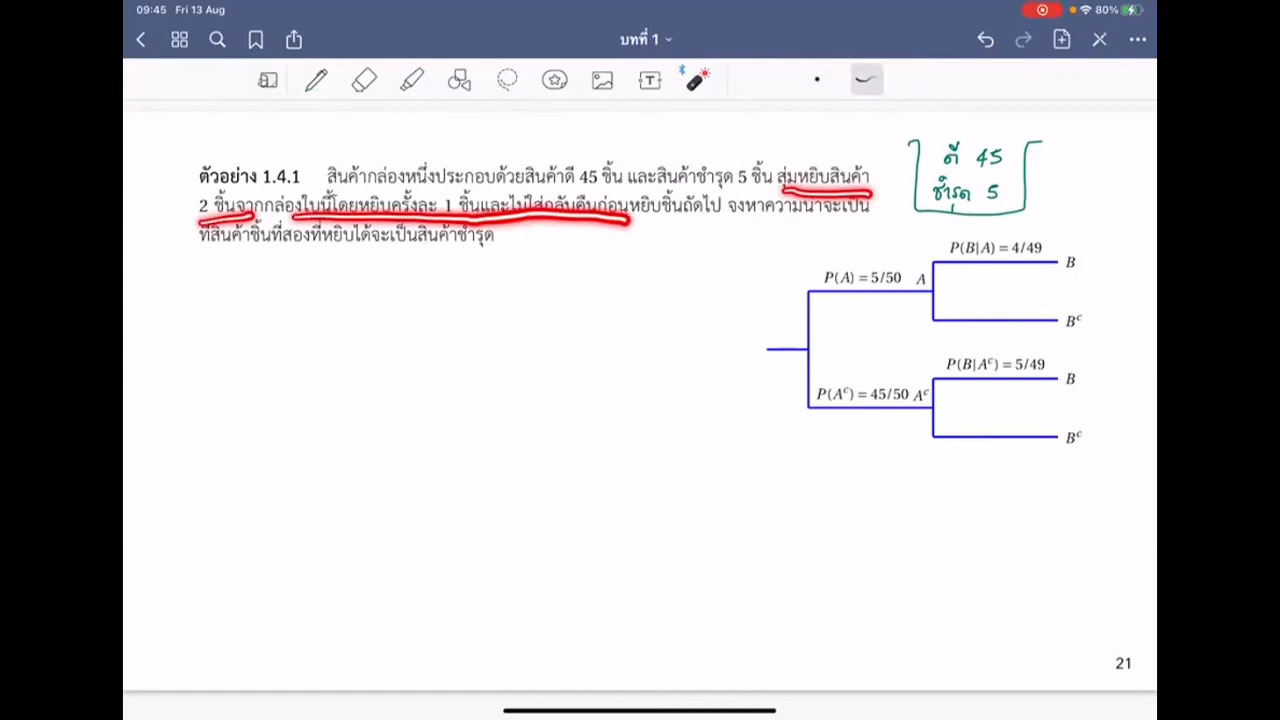 09:45 Fri 13 Aug
80%
บทที่ 1
ตัวอย่าง 1.4.1 สินค้ากล่องหนึ่งประกอบด้วยสินค้าดี 45 ชิ้น และสินค้าชำรุด 5 ชิ้น สุ่มหยิบสินค้า
2 ชิ้นจากกล่องใบนี้โดยหยิบครั้งละ 1 ชิ้นและไม่ใส่กลับคืนก่อนหยิบชิ้นถัดไป จงหาความน่าจะเป็น
ที่สินค้าชิ้นที่สองที่หยิบได้จะเป็นสินค้าชำรุด
ดี 45
ชำรุด 5
P(B|A) = 4/49
B
P(A) = 5/50 A
Bᶜ
P(B|Aᶜ) = 5/49
B
P(Aᶜ) = 45/50 Aᶜ
Bᶜ
21